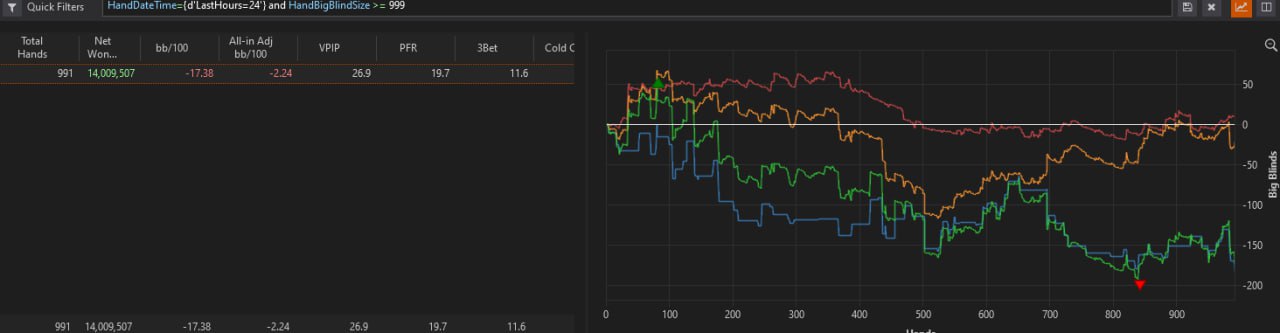 Quick Filters HandDateTime={d'LastHours=24'} and HandBigBlindSize >= 999
Total Hands Net Won... bb/100 All-in Adj bb/100 VPIP PFR 3Bet Cold C
991 14,009,507 -17.38 -2.24 26.9 19.7 11.6
991 14,009,507 -17.38 -2.24 26.9 19.7 11.6
50
0
-50
-100
-150
-200
Big Blinds
0 100 200 300 400 500 600 700 800 900
Hands